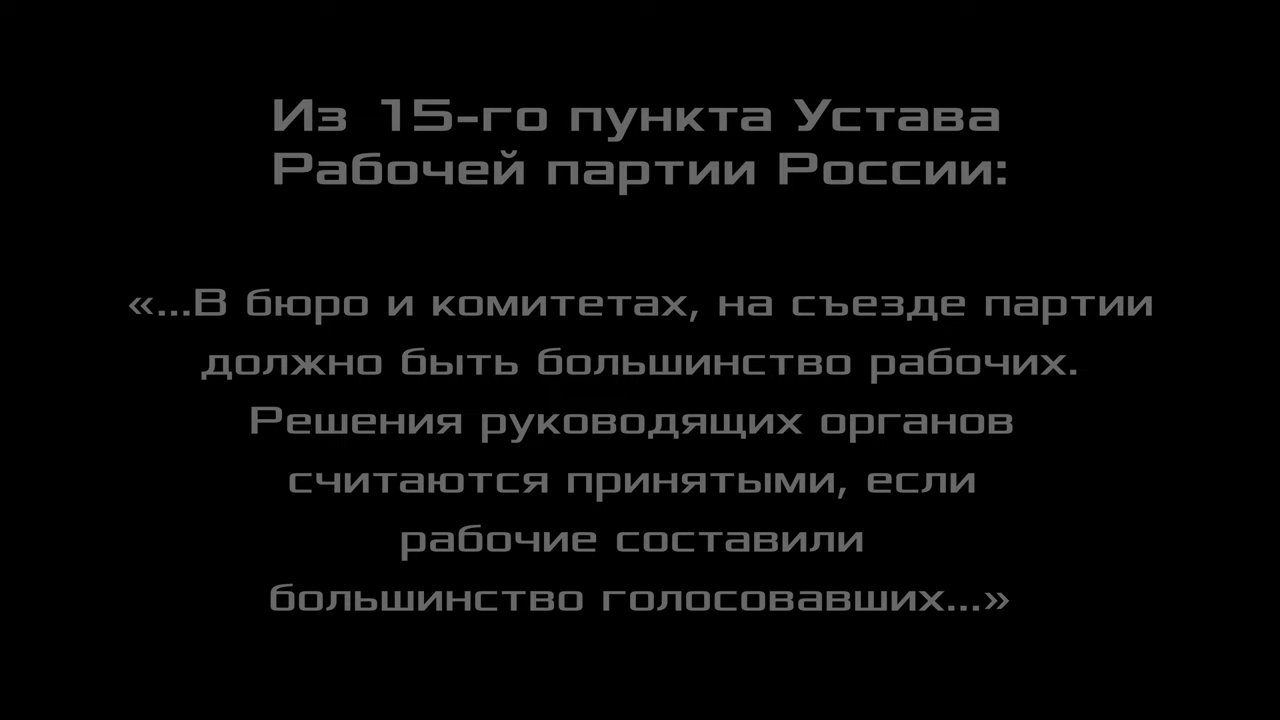 Из 15-го пункта Устава
Рабочей партии России:
«...В бюро и комитетах, на съезде партии
должно быть большинство рабочих.
Решения руководящих органов
считаются принятыми, если
рабочие составили
большинство голосовавших...»